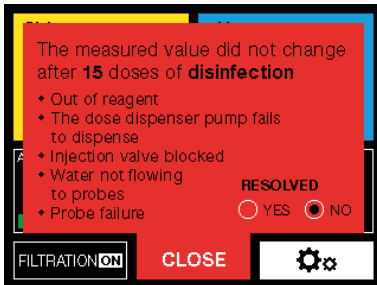 The measured value did not change
after 15 doses of disinfection
• Out of reagent
• The dose dispenser pump fails
to dispense
• Injection valve blocked
• Water not flowing
to probes
• Probe failure
RESOLVED
YES NO
FILTRATION ON
CLOSE